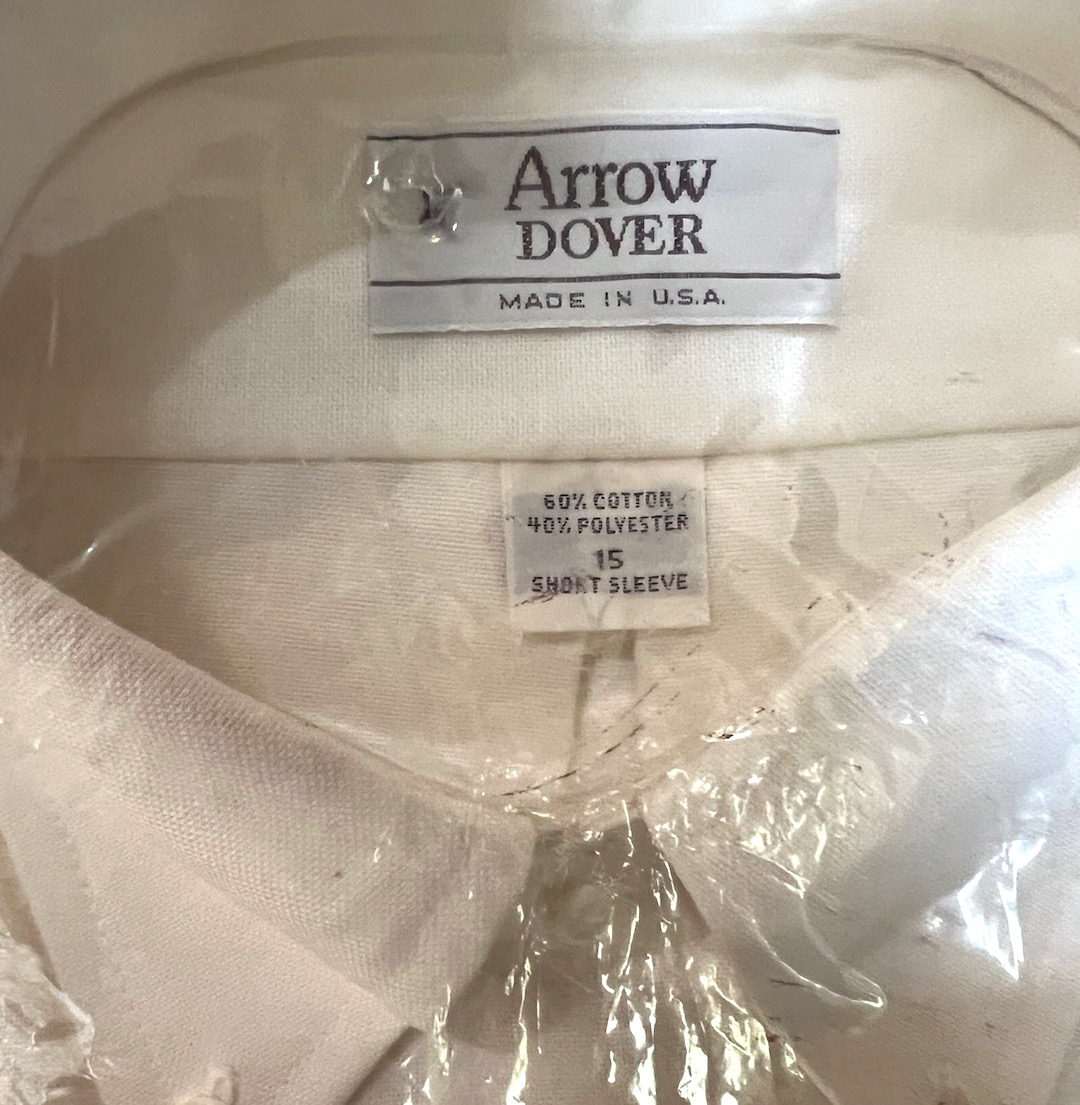 Arrow
DOVER
MADE IN U.S.A.
60% COTTON
40% POLYESTER
15
SHORT SLEEVE